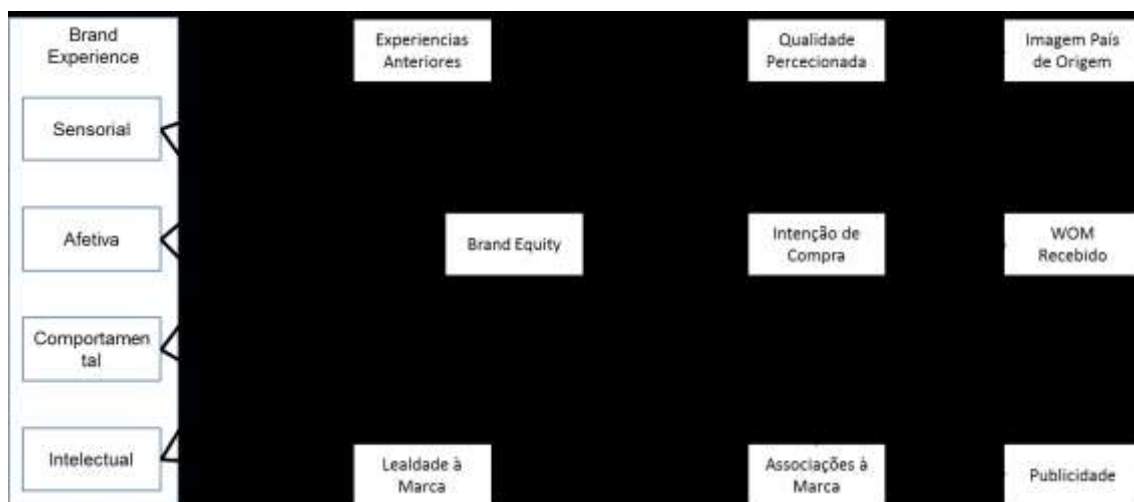 Brand
Experience
Sensorial
Afetiva
Comportamen
tal
Intelectual
Experiencias
Anteriores
Brand Equity
Lealdade à
Marca
Qualidade
Percecionada
Intenção de
Compra
Associações à
Marca
Imagem País
de Origem
WOM
Recebido
Publicidade